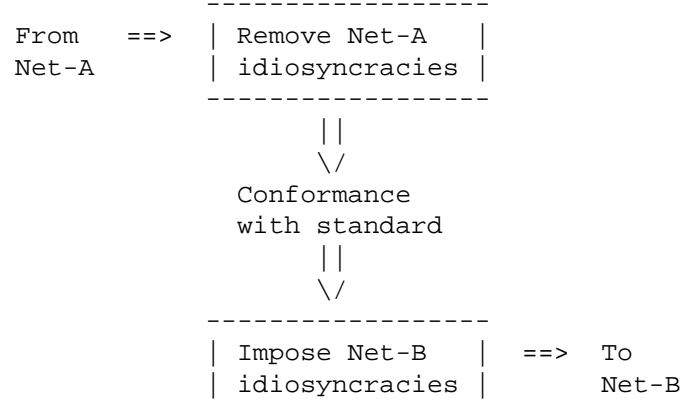 ------------------
From   ==>  | Remove Net-A   |
Net-A       | idiosyncracies |
------------------
||
\/
Conformance
with standard
||
\/
------------------
| Impose Net-B   |  ==>  To
| idiosyncracies |       Net-B